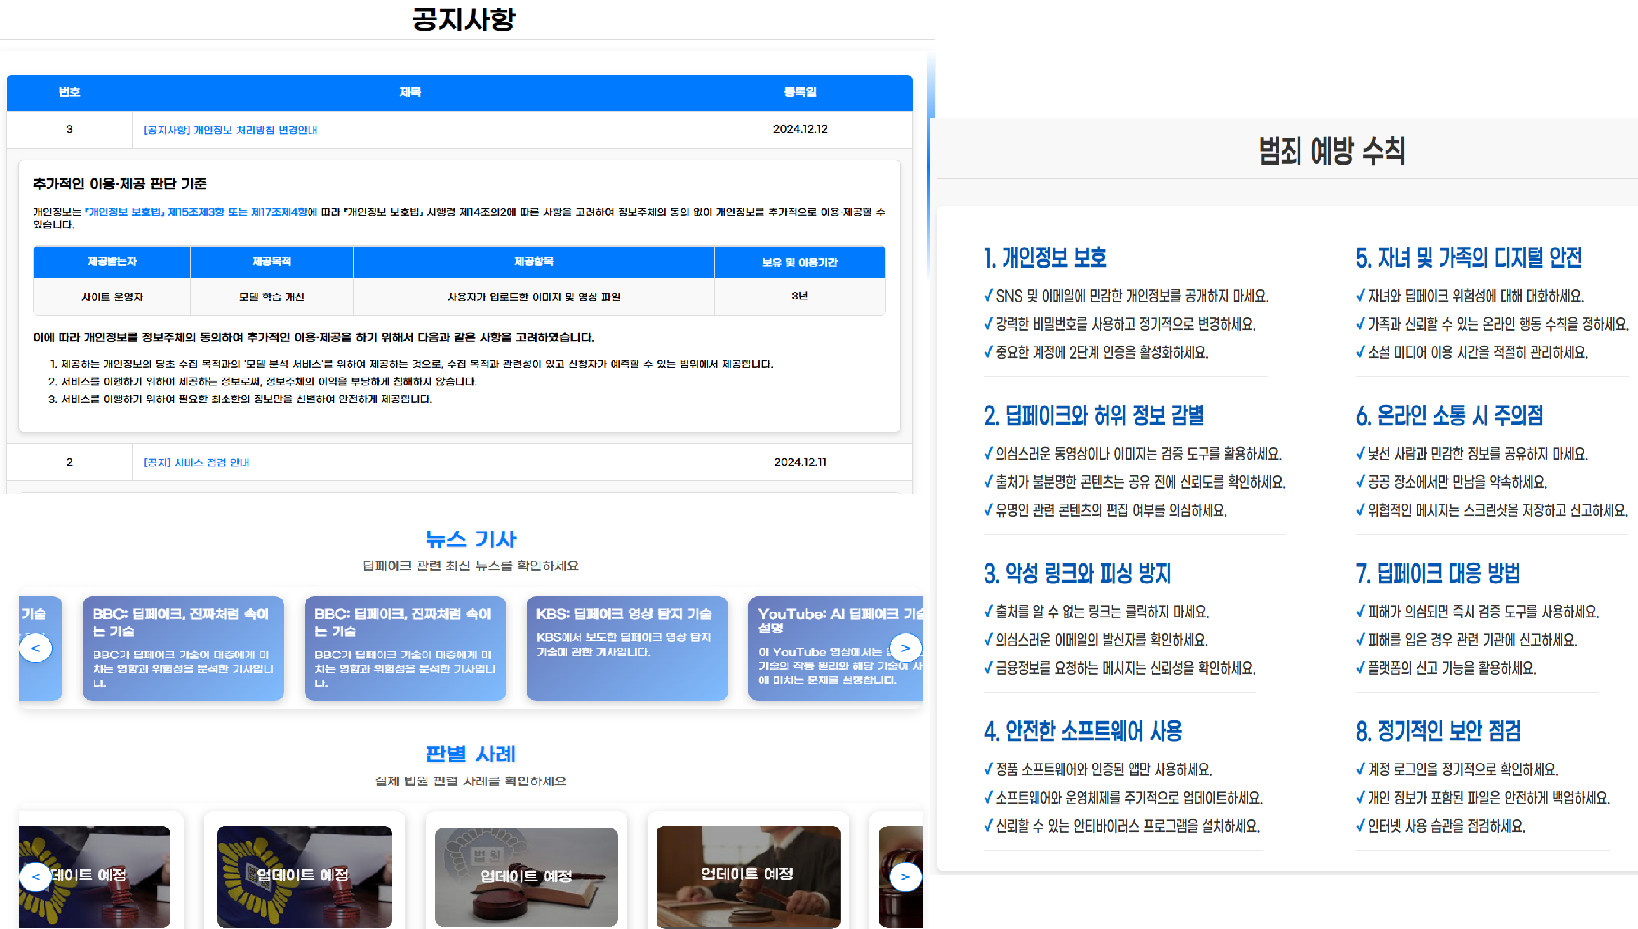 공지사항
번호 제목 등록일
3 [공지사항] 개인정보 처리방침 변경안내 2024.12.12
추가적인 이용·제공 판단 기준
개인정보는 『개인정보 보호법』 제15조제3항 또는 제17조제4항에 따라 『개인정보 보호법』 시행령 제14조의2에 따른 사항을 고려하여 정보주체의 동의 없이 개인정보를 추가적으로 이용·제공할 수
있습니다.
제공받는자 제공목적 제공항목 보유 및 이용기간
사이트 운영자 모델 학습 개선 사용자가 업로드한 이미지 및 영상 파일 3년
이에 따라 개인정보를 정보주체의 동의하여 추가적인 이용·제공을 하기 위해서 다음과 같은 사항을 고려하였습니다.
1. 제공하는 개인정보의 당초 수집 목적과의 '모델 분석 서비스'를 위하여 제공하는 것으로, 수집 목적과 관련성이 있고 신청자가 예측할 수 있는 범위에서 제공합니다.
2. 서비스를 이행하기 위하여 제공하는 정보로써, 정보주체의 이익을 부당하게 침해하지 않습니다.
3. 서비스를 이행하기 위하여 필요한 최소한의 정보만을 선별하여 안전하게 제공합니다.
2 [공지] 서비스 점검 안내 2024.12.11
뉴스 기사
딥페이크 관련 최신 뉴스를 확인하세요
기술
<
BBC: 딥페이크, 진짜처럼 속이
는 기술
BBC가 딥페이크 기술이 대중에게 미
치는 영향과 위험성을 분석한 기사입니
다.
BBC: 딥페이크, 진짜처럼 속이
는 기술
BBC가 딥페이크 기술이 대중에게 미
치는 영향과 위험성을 분석한 기사입니
다.
KBS: 딥페이크 영상 탐지 기술
KBS에서 보도한 딥페이크 영상 탐지
기술에 관한 기사입니다.
YouTube: AI 딥페이크 기술
설명
이 YouTube 영상에서는
기술의 작동 원리와 해당 기술이 사
에 미치는 문제를 설명합니다.
>
판별 사례
실제 법원 판결 사례를 확인하세요
<
데이트 예정
업데이트 예정
법원
업데이트 예정
업데이트 예정
>
범죄 예방 수칙
1. 개인정보 보호
✓ SNS 및 이메일에 민감한 개인정보를 공개하지 마세요.
✓ 강력한 비밀번호를 사용하고 정기적으로 변경하세요.
✓ 중요한 계정에 2단계 인증을 활성화하세요.
2. 딥페이크와 허위 정보 감별
✓ 의심스러운 동영상이나 이미지는 검증 도구를 활용하세요.
✓ 출처가 불분명한 콘텐츠는 공유 전에 신뢰도를 확인하세요.
✓ 유명인 관련 콘텐츠의 편집 여부를 의심하세요.
3. 악성 링크와 피싱 방지
✓ 출처를 알 수 없는 링크는 클릭하지 마세요.
✓ 의심스러운 이메일의 발신자를 확인하세요.
✓ 금융정보를 요청하는 메시지는 신뢰성을 확인하세요.
4. 안전한 소프트웨어 사용
✓ 정품 소프트웨어와 인증된 앱만 사용하세요.
✓ 소프트웨어와 운영체제를 주기적으로 업데이트하세요.
✓ 신뢰할 수 있는 안티바이러스 프로그램을 설치하세요.
5. 자녀 및 가족의 디지털 안전
✓ 자녀와 딥페이크 위험성에 대해 대화하세요.
✓ 가족과 신뢰할 수 있는 온라인 행동 수칙을 정하세요.
✓ 소셜 미디어 이용 시간을 적절히 관리하세요.
6. 온라인 소통 시 주의점
✓ 낯선 사람과 민감한 정보를 공유하지 마세요.
✓ 공공 장소에서만 만남을 약속하세요.
✓ 위협적인 메시지는 스크린샷을 저장하고 신고하세요.
7. 딥페이크 대응 방법
✓ 피해가 의심되면 즉시 검증 도구를 사용하세요.
✓ 피해를 입은 경우 관련 기관에 신고하세요.
✓ 플랫폼의 신고 기능을 활용하세요.
8. 정기적인 보안 점검
✓ 계정 로그인을 정기적으로 확인하세요.
✓ 개인 정보가 포함된 파일은 안전하게 백업하세요.
✓ 인터넷 사용 습관을 점검하세요.